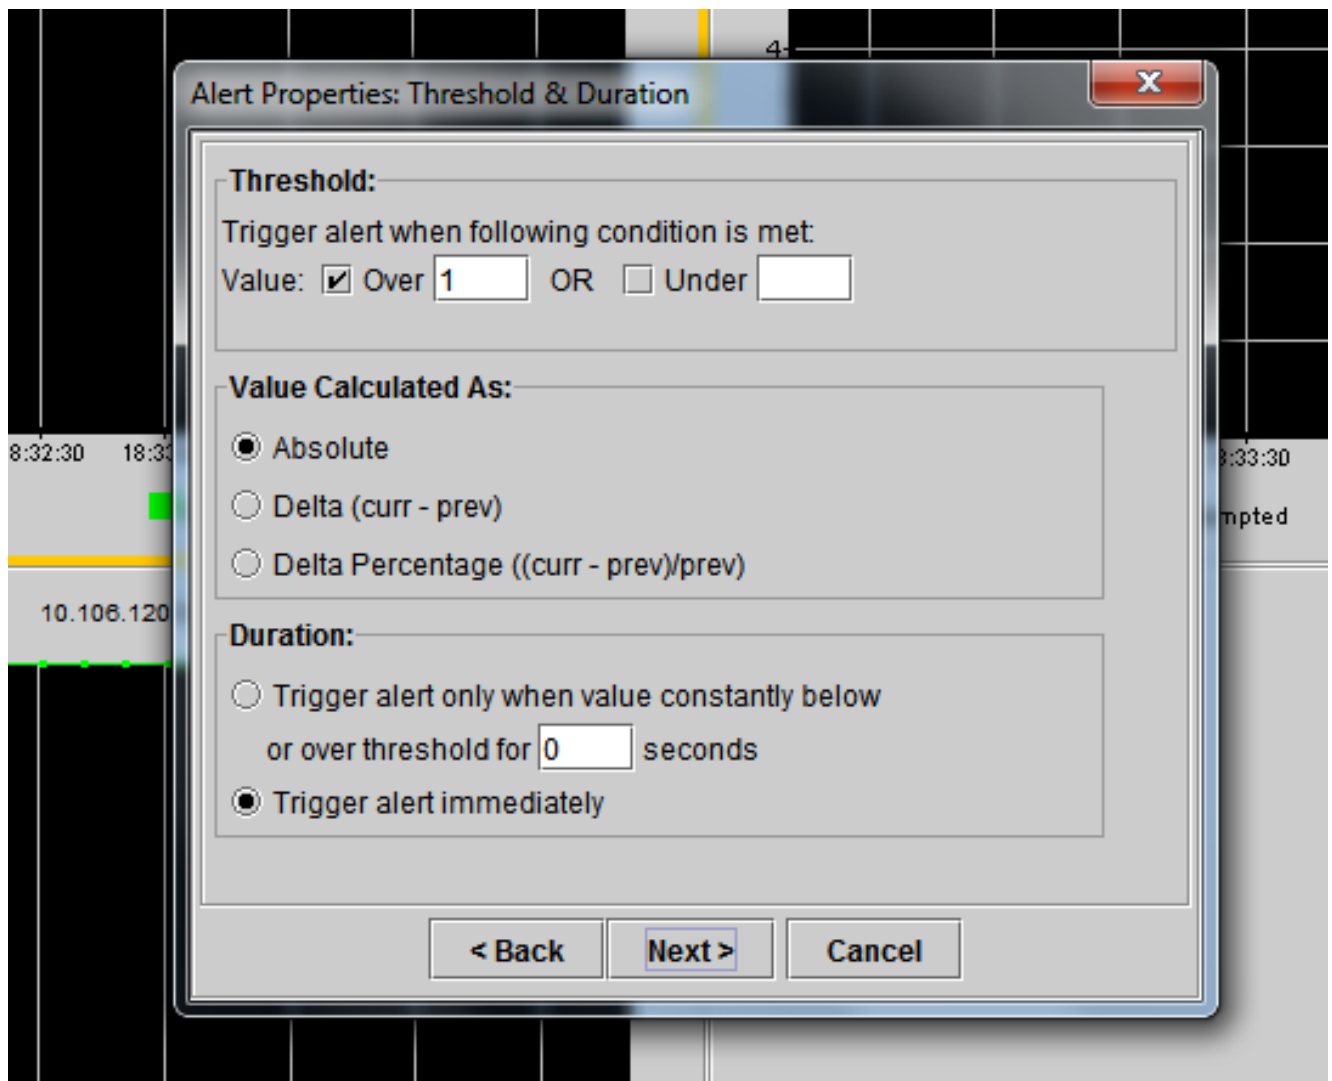 4
Alert Properties: Threshold & Duration
X
Threshold:
Trigger alert when following condition is met:
Value: Over 1 OR Under
Value Calculated As:
Absolute
8:32:30 18:33
3:33:30
Delta (curr - prev)
mpted
Delta Percentage ((curr - prev)/prev)
10.106.120
Duration:
Trigger alert only when value constantly below
or over threshold for 0 seconds
Trigger alert immediately
< Back Next > Cancel